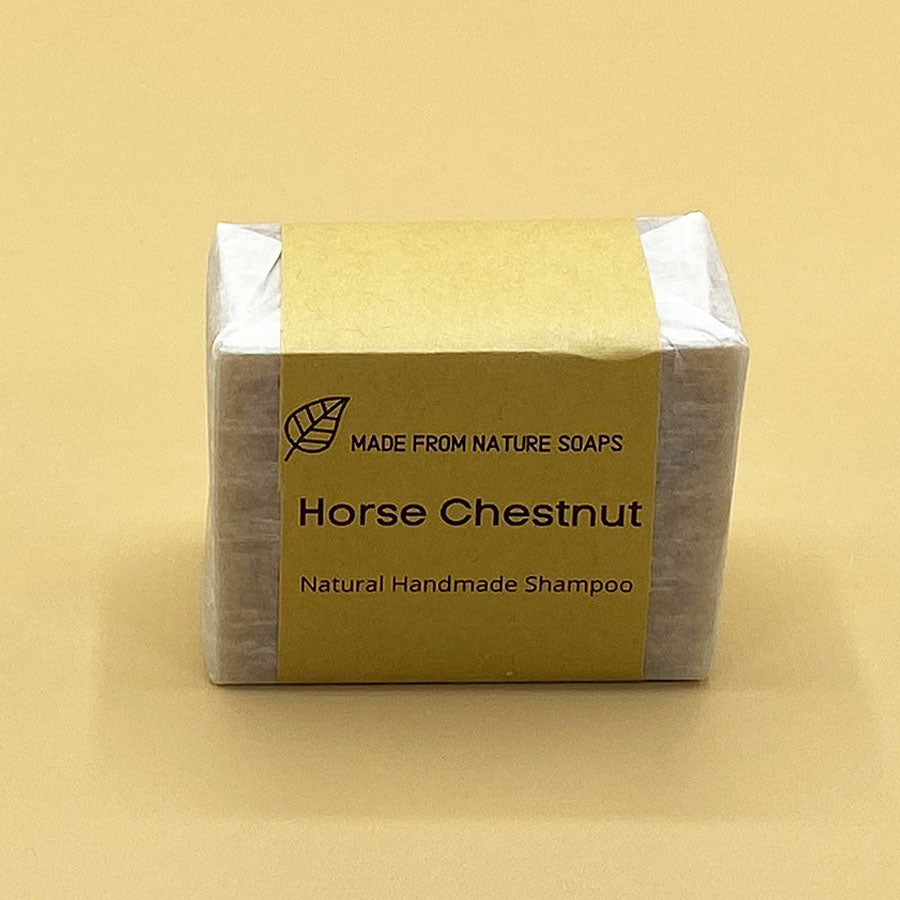 MADE FROM NATURE SOAPS
Horse Chestnut
Natural Handmade Shampoo